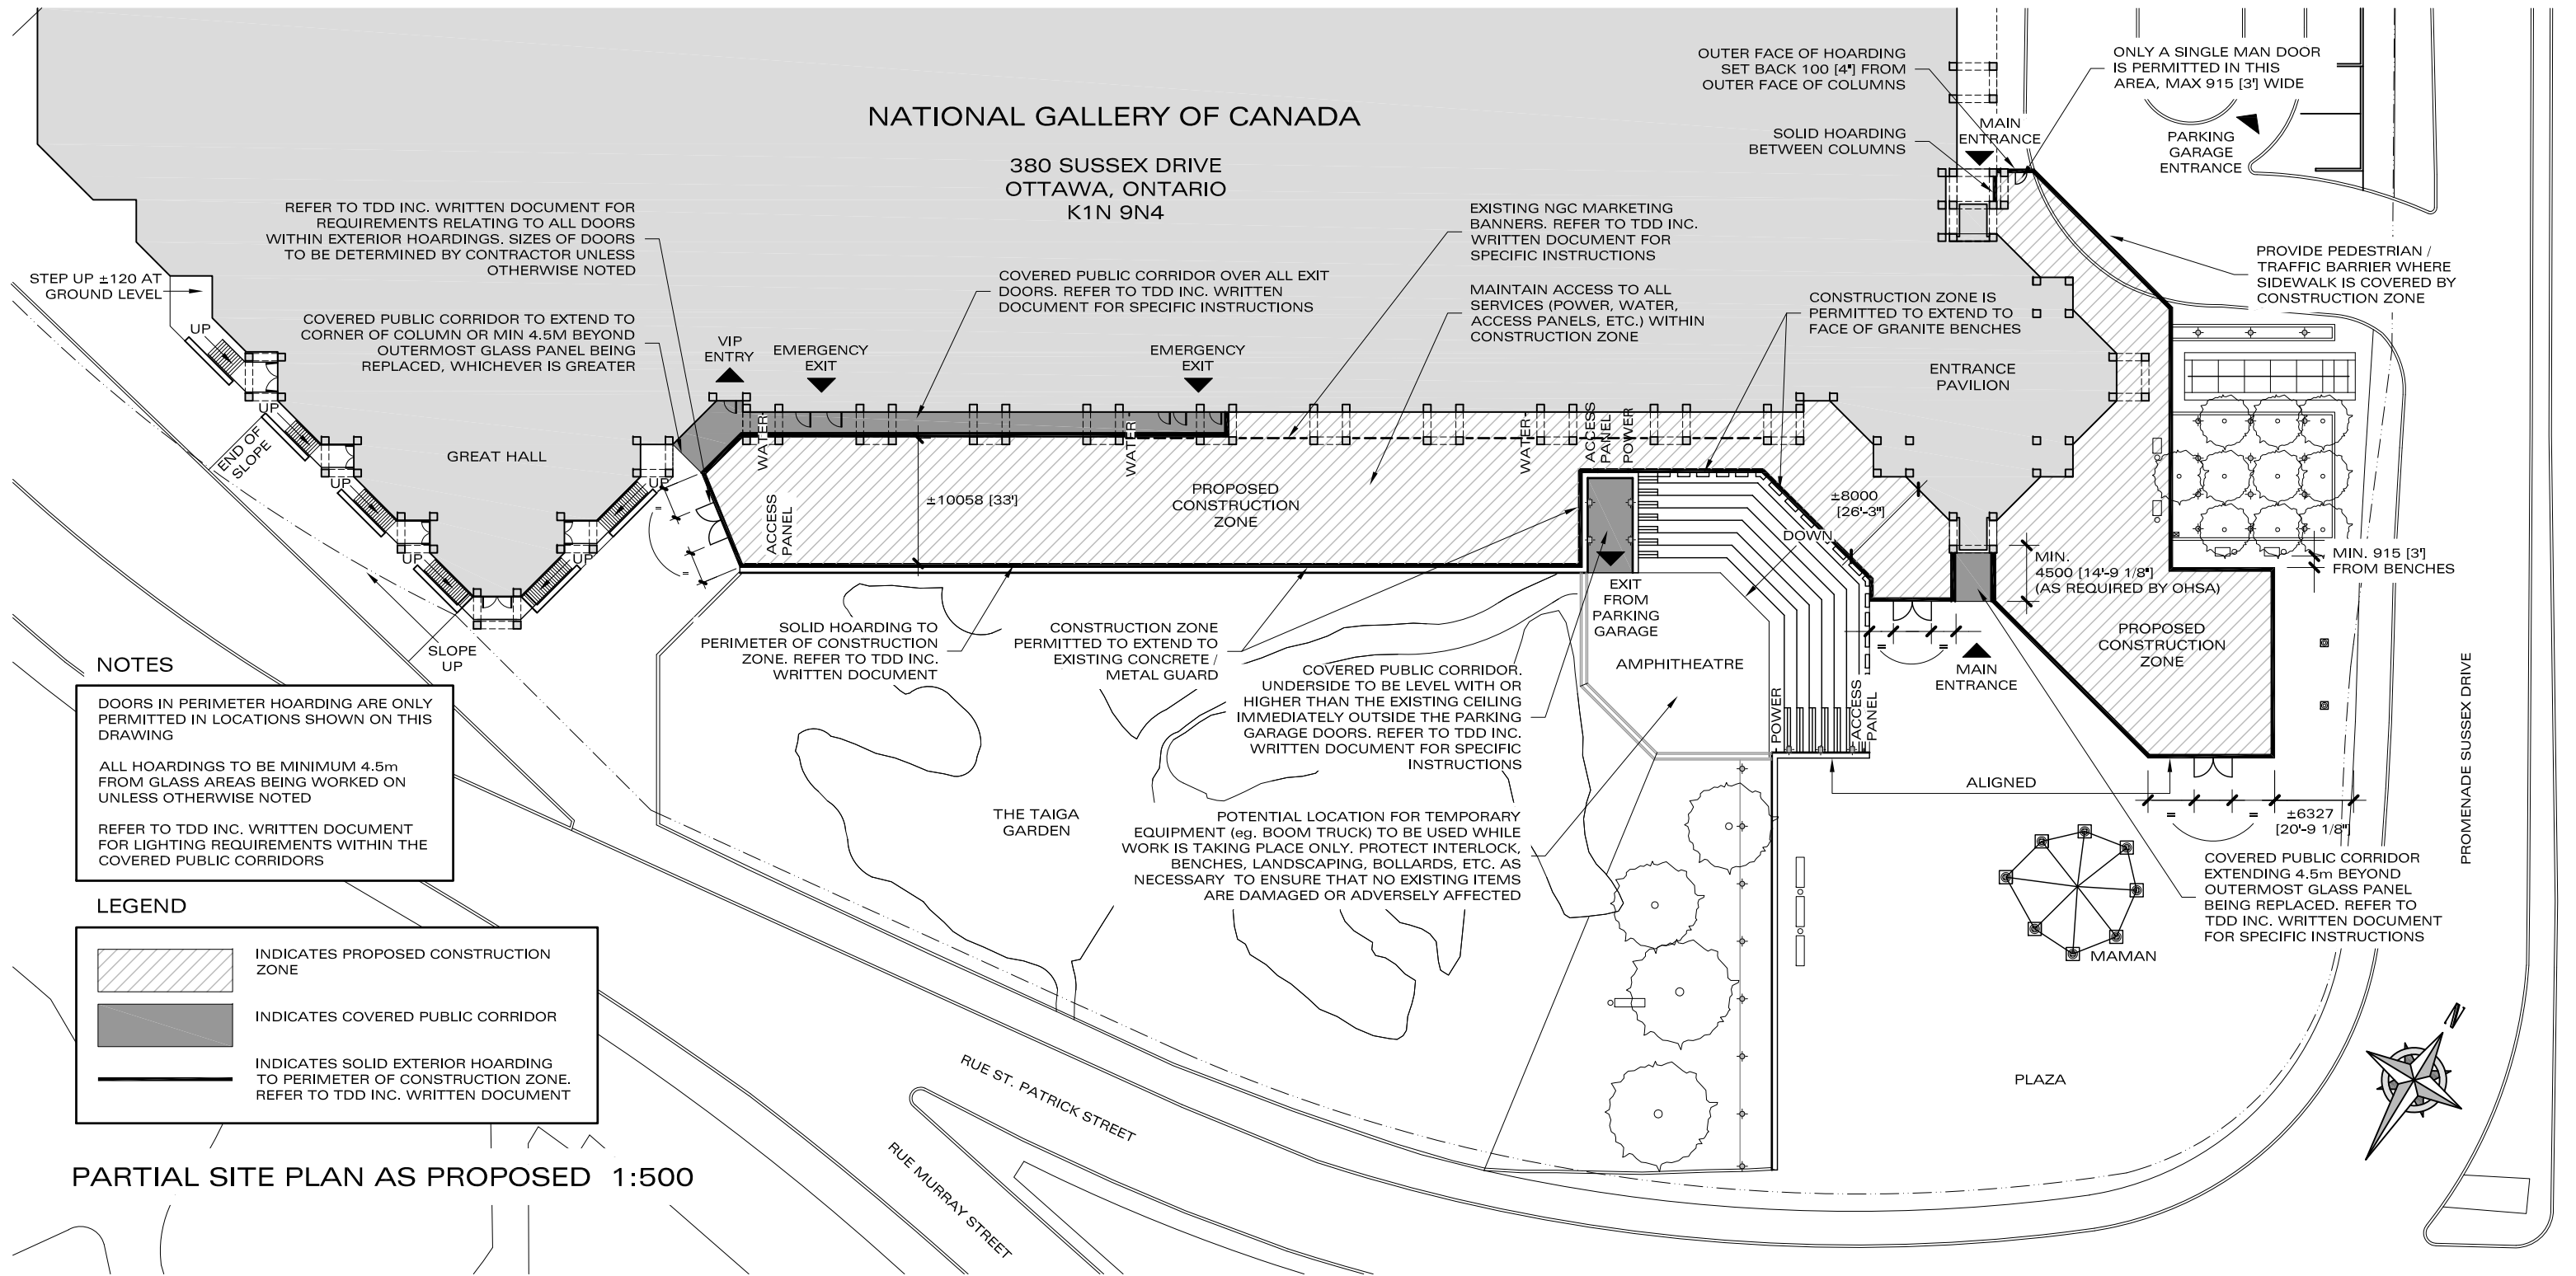 NATIONAL GALLERY OF CANADA
380 SUSSEX DRIVE
OTTAWA, ONTARIO
K1N 9N4
OUTER FACE OF HOARDING
SET BACK 100 [4"] FROM
OUTER FACE OF COLUMNS
ONLY A SINGLE MAN DOOR
IS PERMITTED IN THIS
AREA, MAX 915 [3'] WIDE
SOLID HOARDING
BETWEEN COLUMNS
MAIN
ENTRANCE
PARKING
GARAGE
ENTRANCE
REFER TO TDD INC. WRITTEN DOCUMENT FOR
REQUIREMENTS RELATING TO ALL DOORS
WITHIN EXTERIOR HOARDINGS. SIZES OF DOORS
TO BE DETERMINED BY CONTRACTOR UNLESS
OTHERWISE NOTED
EXISTING NGC MARKETING
BANNERS. REFER TO TDD INC.
WRITTEN DOCUMENT FOR
SPECIFIC INSTRUCTIONS
PROVIDE PEDESTRIAN /
TRAFFIC BARRIER WHERE
SIDEWALK IS COVERED BY
CONSTRUCTION ZONE
STEP UP ±120 AT
GROUND LEVEL
COVERED PUBLIC CORRIDOR OVER ALL EXIT
DOORS. REFER TO TDD INC. WRITTEN
DOCUMENT FOR SPECIFIC INSTRUCTIONS
MAINTAIN ACCESS TO ALL
SERVICES (POWER, WATER,
ACCESS PANELS, ETC.) WITHIN
CONSTRUCTION ZONE
CONSTRUCTION ZONE IS
PERMITTED TO EXTEND TO
FACE OF GRANITE BENCHES
COVERED PUBLIC CORRIDOR TO EXTEND TO
CORNER OF COLUMN OR MIN 4.5M BEYOND
OUTERMOST GLASS PANEL BEING
REPLACED, WHICHEVER IS GREATER
UP
VIP
ENTRY
EMERGENCY
EXIT
EMERGENCY
EXIT
ENTRANCE
PAVILION
UP
END OF
SLOPE
GREAT HALL
WATER
WATER
WATER
ACCESS
PANEL
POWER
UP
UP
±10058 [33']
PROPOSED
CONSTRUCTION
ZONE
±8000
[26'-3"]
ACCESS
PANEL
DOWN
UP
UP
=
=
MIN.
4500 [14'-9 1/8"]
(AS REQUIRED BY OHSA)
MIN. 915 [3']
FROM BENCHES
EXIT
FROM
PARKING
GARAGE
SLOPE
UP
SOLID HOARDING TO
PERIMETER OF CONSTRUCTION
ZONE. REFER TO TDD INC.
WRITTEN DOCUMENT
CONSTRUCTION ZONE
PERMITTED TO EXTEND TO
EXISTING CONCRETE /
METAL GUARD
AMPHITHEATRE
=
=
MAIN
ENTRANCE
PROPOSED
CONSTRUCTION
ZONE
COVERED PUBLIC CORRIDOR.
UNDERSIDE TO BE LEVEL WITH OR
HIGHER THAN THE EXISTING CEILING
IMMEDIATELY OUTSIDE THE PARKING
GARAGE DOORS. REFER TO TDD INC.
WRITTEN DOCUMENT FOR SPECIFIC
INSTRUCTIONS
POWER
ACCESS
PANEL
ALIGNED
=
=
±6327
[20'-9 1/8"]
PROMENADE SUSSEX DRIVE
THE TAIGA
GARDEN
POTENTIAL LOCATION FOR TEMPORARY
EQUIPMENT (eg. BOOM TRUCK) TO BE USED WHILE
WORK IS TAKING PLACE ONLY. PROTECT INTERLOCK,
BENCHES, LANDSCAPING, BOLLARDS, ETC. AS
NECESSARY TO ENSURE THAT NO EXISTING ITEMS
ARE DAMAGED OR ADVERSELY AFFECTED
COVERED PUBLIC CORRIDOR
EXTENDING 4.5m BEYOND
OUTERMOST GLASS PANEL
BEING REPLACED. REFER TO
TDD INC. WRITTEN DOCUMENT
FOR SPECIFIC INSTRUCTIONS
MAMAN
PLAZA
N
RUE ST. PATRICK STREET
RUE MURRAY STREET
NOTES
DOORS IN PERIMETER HOARDING ARE ONLY
PERMITTED IN LOCATIONS SHOWN ON THIS
DRAWING
ALL HOARDINGS TO BE MINIMUM 4.5m
FROM GLASS AREAS BEING WORKED ON
UNLESS OTHERWISE NOTED
REFER TO TDD INC. WRITTEN DOCUMENT
FOR LIGHTING REQUIREMENTS WITHIN THE
COVERED PUBLIC CORRIDORS
LEGEND
INDICATES PROPOSED CONSTRUCTION
ZONE
INDICATES COVERED PUBLIC CORRIDOR
INDICATES SOLID EXTERIOR HOARDING
TO PERIMETER OF CONSTRUCTION ZONE.
REFER TO TDD INC. WRITTEN DOCUMENT
PARTIAL SITE PLAN AS PROPOSED 1:500